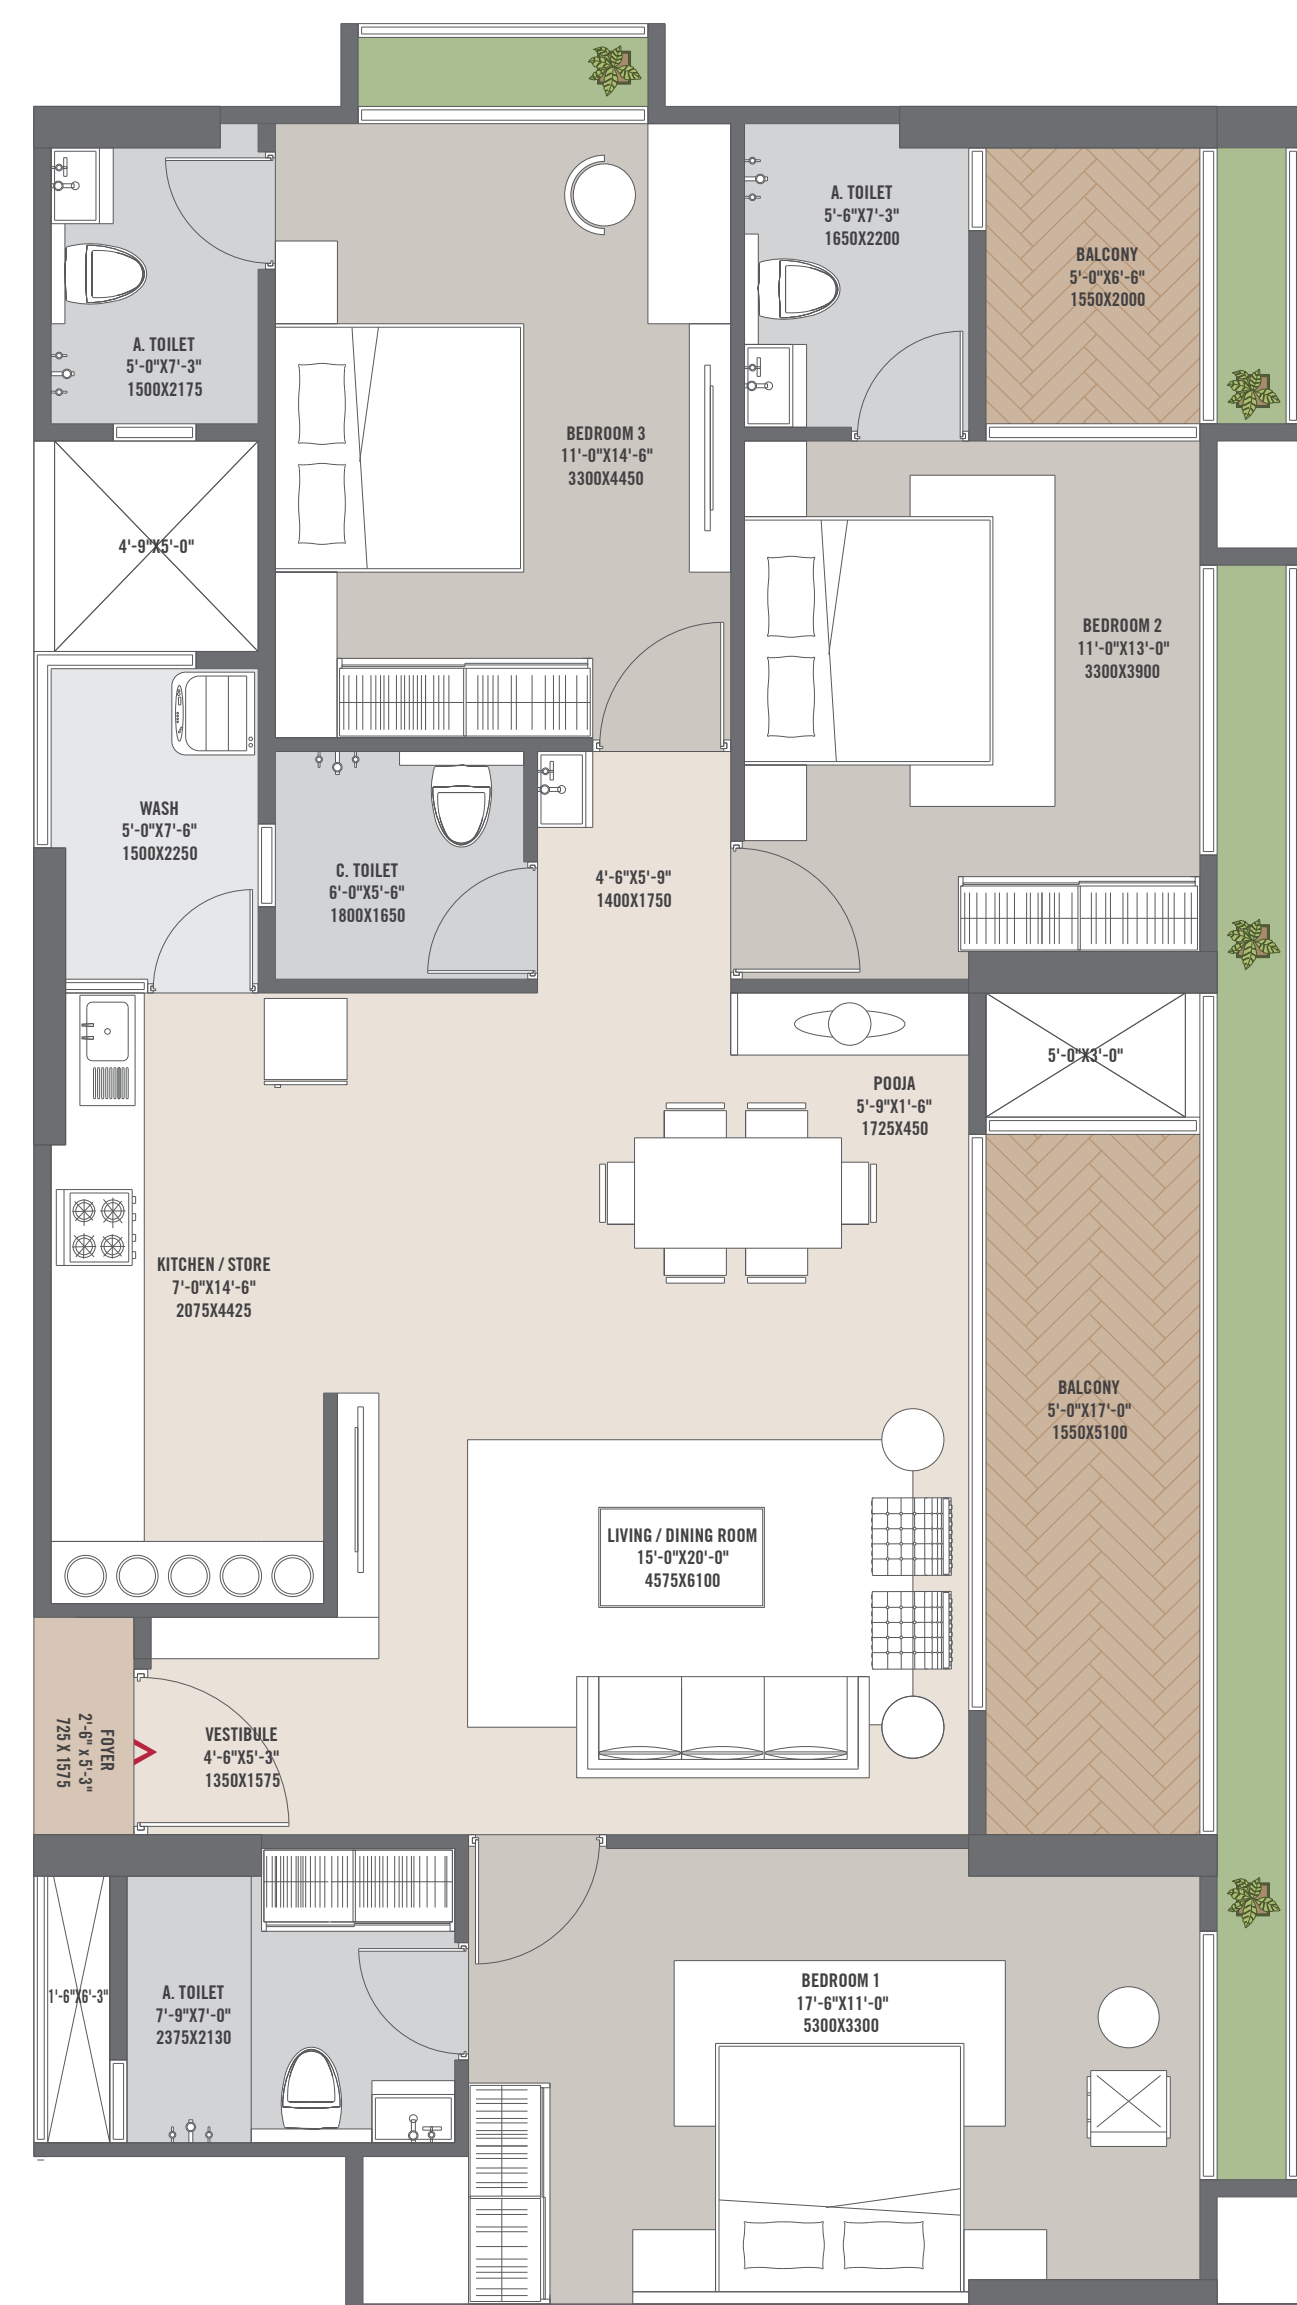 A. TOILET
5'-6"X7'-3"
1650X2200
BALCONY
5'-0"X6'-6"
1550X2000
A. TOILET
5'-0"X7'-3"
1500X2175
BEDROOM 3
11'-0"X14'-6"
3300X4450
4'-9"X5'-0"
BEDROOM 2
11'-0"X13'-0"
3300X3900
WASH
5'-0"X7'-6"
1500X2250
C. TOILET
6'-0"X5'-6"
1800X1650
4'-6"X5'-9"
1400X1750
5'-0"X3'-0"
POOJA
5'-9"X1'-6"
1725X450
KITCHEN / STORE
7'-0"X14'-6"
2075X4425
BALCONY
5'-0"X17'-0"
1550X5100
LIVING / DINING ROOM
15'-0"X20'-0"
4575X6100
FOYER
2'-6" x 5'-3"
725 X 1575
VESTIBULE
4'-6"X5'-3"
1350X1575
1'-6"X6'-3"
A. TOILET
7'-9"X7'-0"
2375X2130
BEDROOM 1
17'-6"X11'-0"
5300X3300